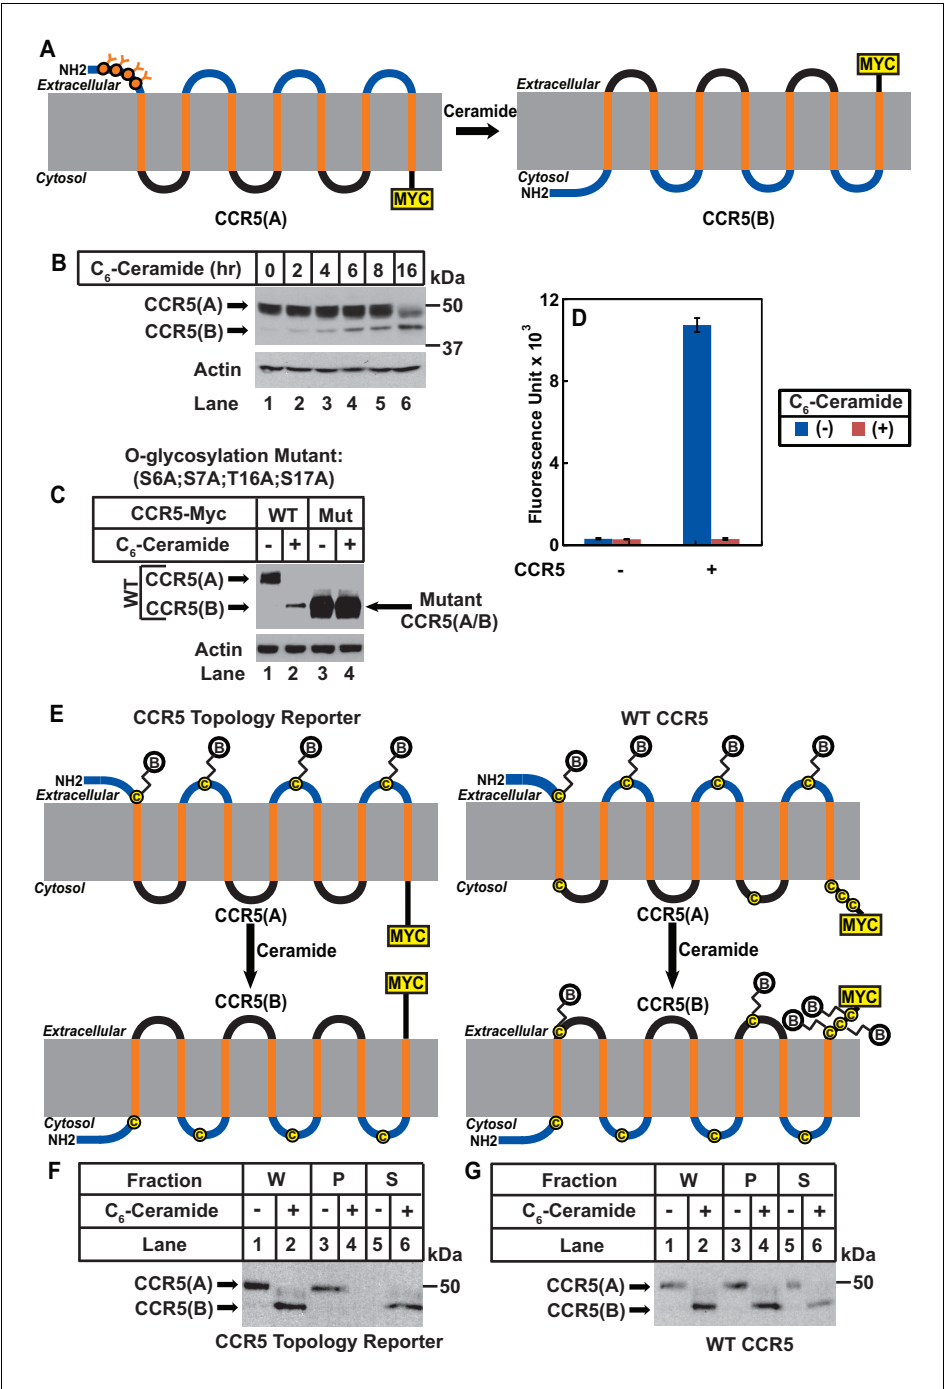 A
NH2
Extracellular
Cytosol
MYC
CCR5(A)
Ceramide
Extracellular
MYC
Cytosol
NH2
CCR5(B)
B
C6-Ceramide (hr) 0 2 4 6 8 16
kDa
CCR5(A)
50
CCR5(B)
37
Actin
Lane 1 2 3 4 5 6
O-glycosylation Mutant:
(S6A;S7A;T16A;S17A)
C
CCR5-Myc WT Mut
C6-Ceramide - + - +
WT
CCR5(A)
CCR5(B)
Mutant
CCR5(A/B)
Actin
Lane 1 2 3 4
D
Fluorescence Unit x 10³
12
8
4
0
CCR5 - +
C6-Ceramide
(-) (+)
E
CCR5 Topology Reporter
B B B B
NH2
C C C C
Extracellular
Cytosol
CCR5(A)
MYC
Ceramide
CCR5(B)
MYC
Extracellular
Cytosol
NH2
C C C C
WT CCR5
B B B B
NH2
C C C C
Extracellular
Cytosol
C C C C C
CCR5(A)
MYC
Ceramide
CCR5(B)
B B B B B
MYC
C C C C C
Extracellular
Cytosol
NH2
C C C C
F
Fraction W P S
C6-Ceramide - + - + - +
Lane 1 2 3 4 5 6
kDa
CCR5(A)
50
CCR5(B)
CCR5 Topology Reporter
G
Fraction W P S
C6-Ceramide - + - + - +
Lane 1 2 3 4 5 6
kDa
CCR5(A)
50
CCR5(B)
WT CCR5